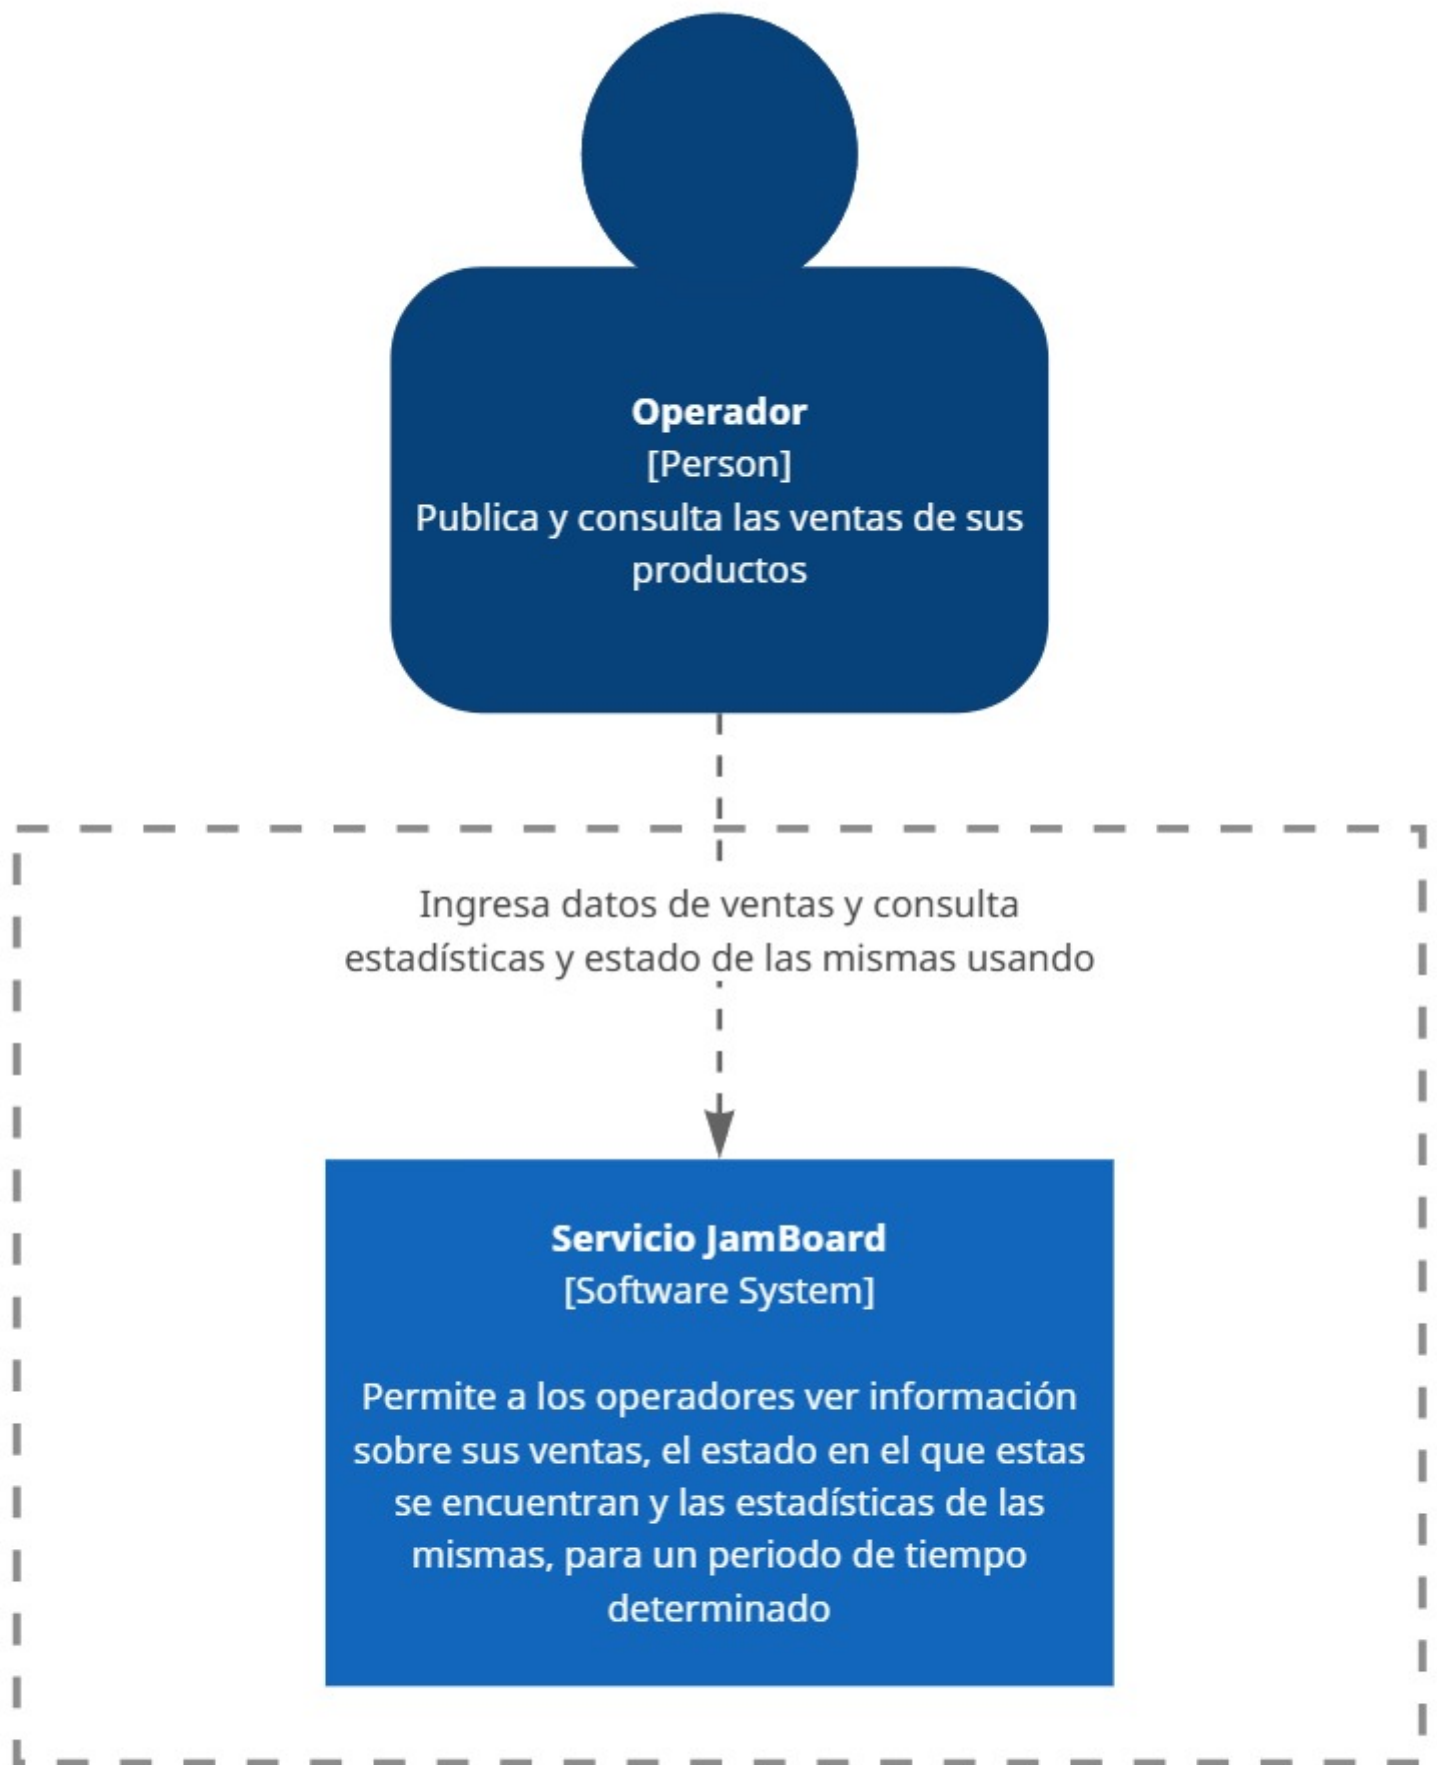 Operador
[Person]
Publica y consulta las ventas de sus
productos
Ingresa datos de ventas y consulta
estadísticas y estado de las mismas usando
Servicio JamBoard
[Software System]
Permite a los operadores ver información
sobre sus ventas, el estado en el que estas
se encuentran y las estadísticas de las
mismas, para un periodo de tiempo
determinado